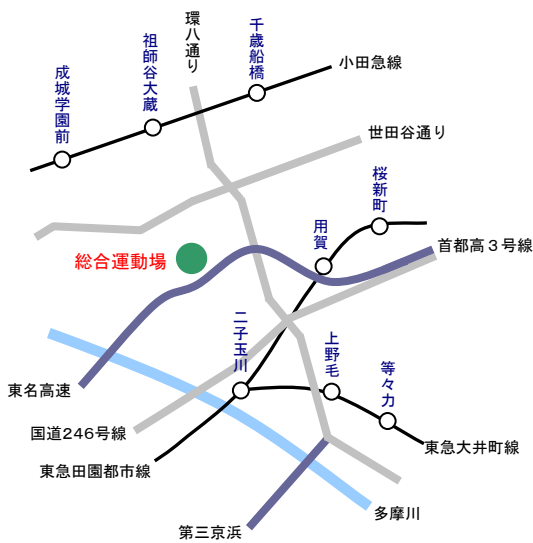 環八通り
千歳船橋
祖師谷大蔵
成城学園前
小田急線
世田谷通り
桜新町
用賀
首都高3号線
総合運動場
二子玉川
上野毛
等々力
東名高速
国道246号線
東急田園都市線
東急大井町線
多摩川
第三京浜